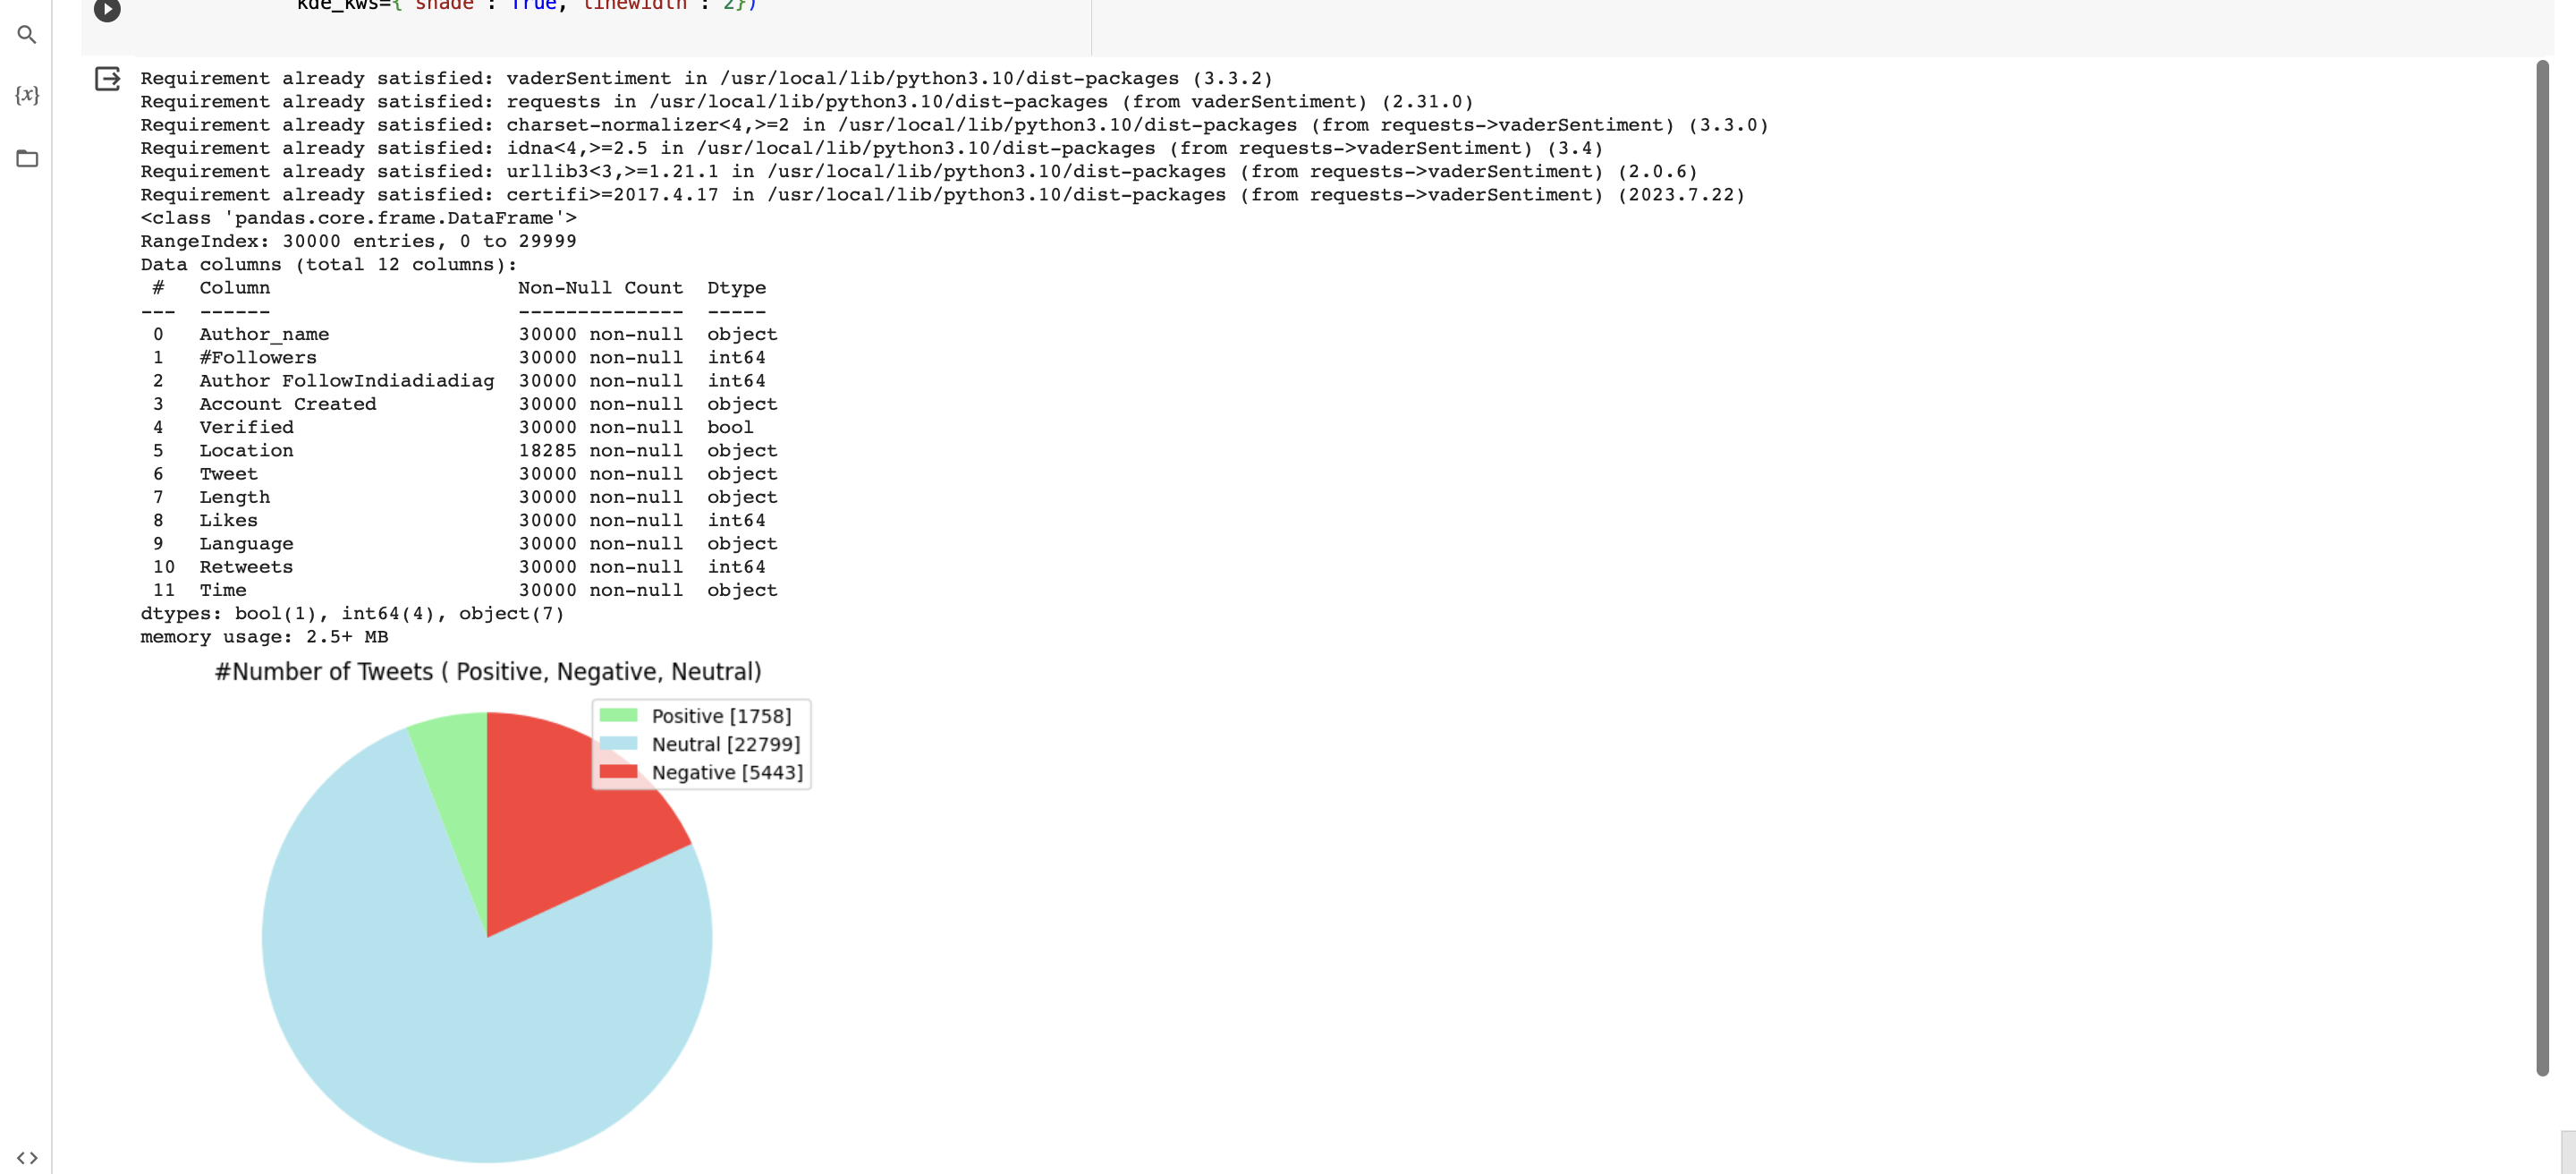 kde_kws={'shade': True, 'linewidth': 2})
{x}
Requirement already satisfied: vaderSentiment in /usr/local/lib/python3.10/dist-packages (3.3.2)
Requirement already satisfied: requests in /usr/local/lib/python3.10/dist-packages (from vaderSentiment) (2.31.0)
Requirement already satisfied: charset-normalizer<4,>=2 in /usr/local/lib/python3.10/dist-packages (from requests->vaderSentiment) (3.3.0)
Requirement already satisfied: idna<4,>=2.5 in /usr/local/lib/python3.10/dist-packages (from requests->vaderSentiment) (3.4)
Requirement already satisfied: urllib3<3,>=1.21.1 in /usr/local/lib/python3.10/dist-packages (from requests->vaderSentiment) (2.0.6)
Requirement already satisfied: certifi>=2017.4.17 in /usr/local/lib/python3.10/dist-packages (from requests->vaderSentiment) (2023.7.22)
<class 'pandas.core.frame.DataFrame'>
RangeIndex: 30000 entries, 0 to 29999
Data columns (total 12 columns):
 #   Column                     Non-Null Count  Dtype
---  ------                     --------------  -----
 0   Author_name                30000 non-null  object
 1   #Followers                 30000 non-null  int64
 2   Author FollowIndiadiadiag  30000 non-null  int64
 3   Account Created            30000 non-null  object
 4   Verified                   30000 non-null  bool
 5   Location                   18285 non-null  object
 6   Tweet                      30000 non-null  object
 7   Length                     30000 non-null  object
 8   Likes                      30000 non-null  int64
 9   Language                   30000 non-null  object
 10  Retweets                   30000 non-null  int64
 11  Time                       30000 non-null  object
dtypes: bool(1), int64(4), object(7)
memory usage: 2.5+ MB
#Number of Tweets ( Positive, Negative, Neutral)
Positive [1758]
Neutral [22799]
Negative [5443]